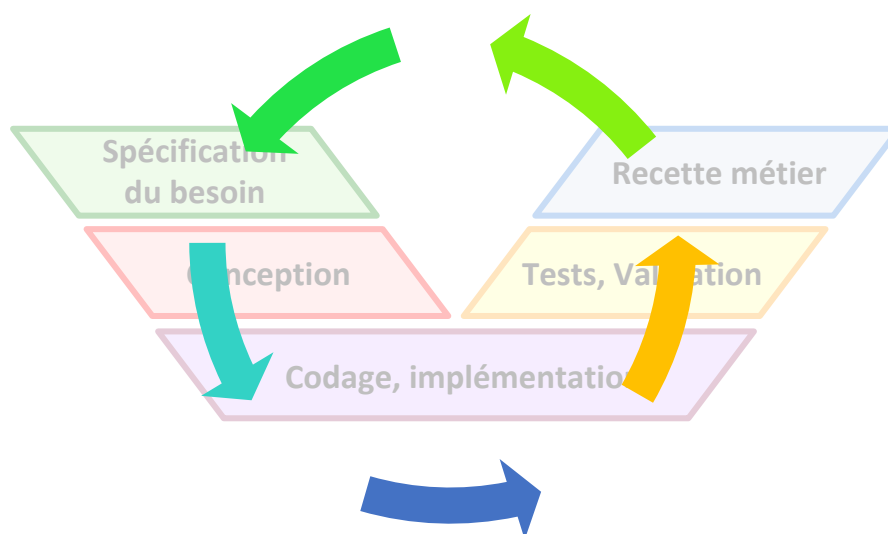 Spécification
du besoin
Recette métier
Conception
Tests, Validation
Codage, implémentation